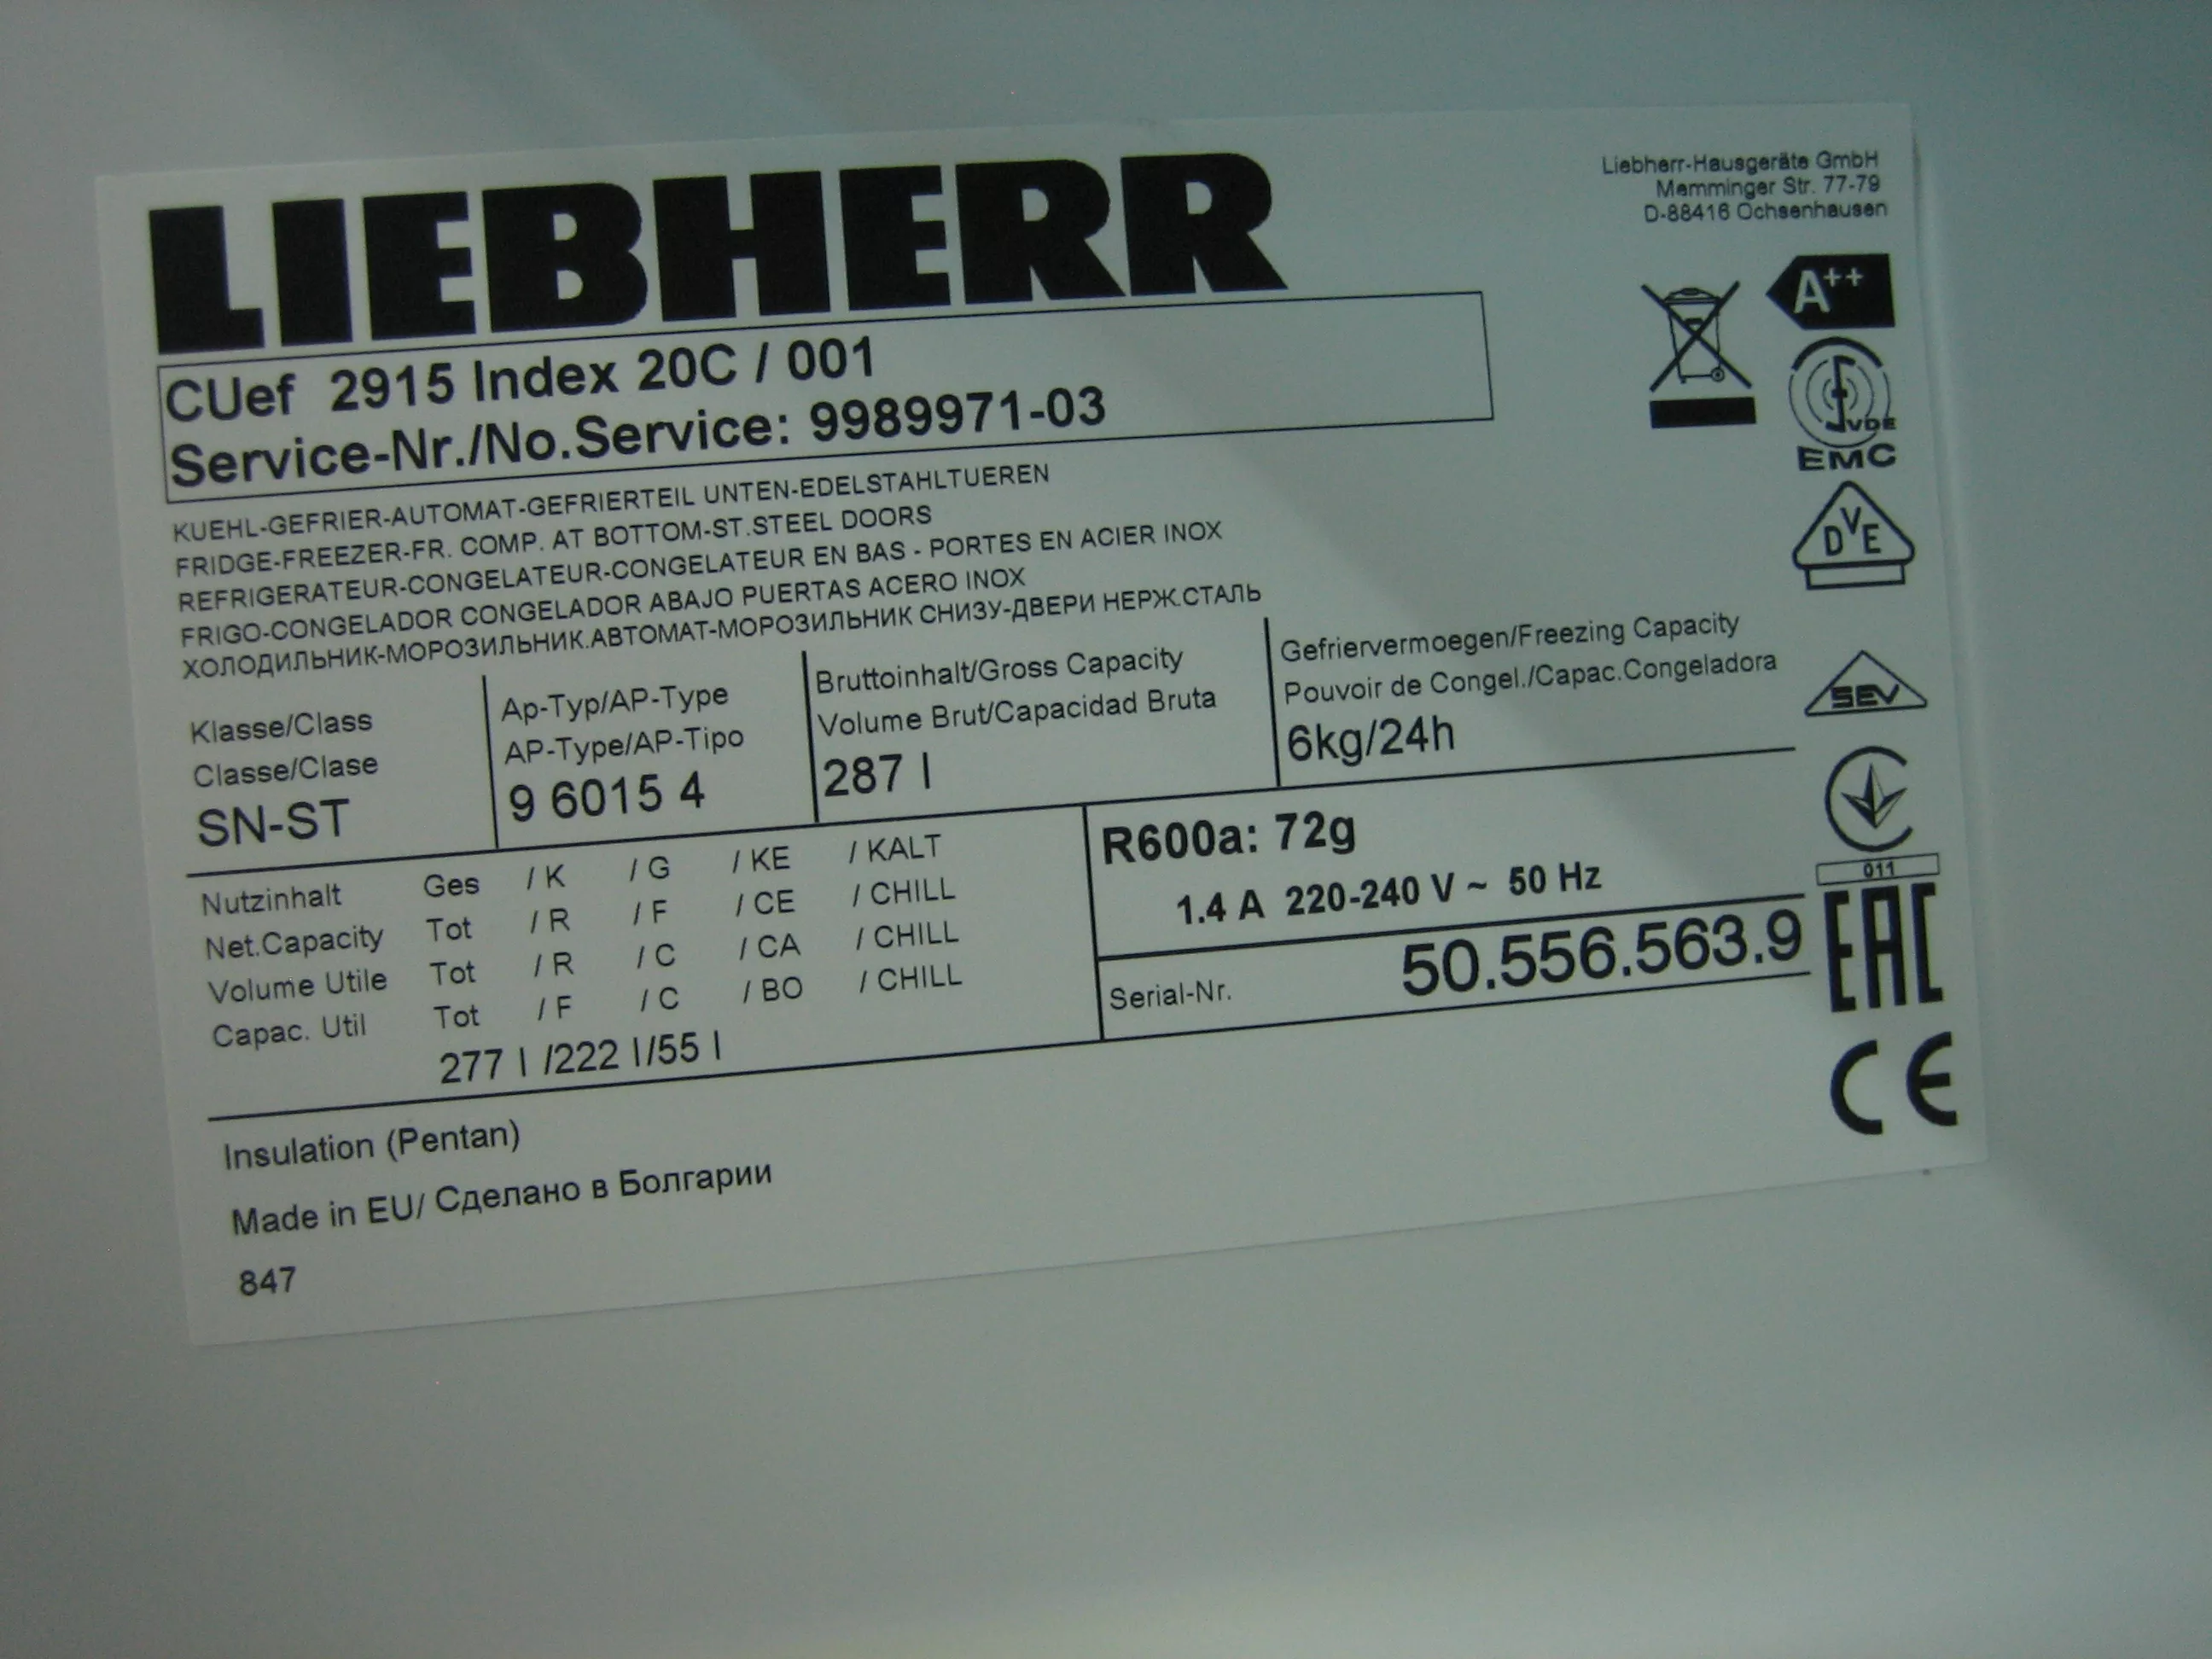 LIEBHERR
Liebherr-Hausgeräte GmbH
Memminger Str. 77-79
D-88416 Ochsenhausen
CUef 2915 Index 20C / 001
Service-Nr./No.Service: 9989971-03
A++
VDE
EMC
KUEHL-GEFRIER-AUTOMAT-GEFRIERTEIL UNTEN-EDELSTAHLTUEREN
FRIDGE-FREEZER-FR. COMP. AT BOTTOM-ST.STEEL DOORS
REFRIGERATEUR-CONGELATEUR-CONGELATEUR EN BAS - PORTES EN ACIER INOX
FRIGO-CONGELADOR CONGELADOR ABAJO PUERTAS ACERO INOX
ХОЛОДИЛЬНИК-МОРОЗИЛЬНИК.АВТОМАТ-МОРОЗИЛЬНИК СНИЗУ-ДВЕРИ НЕРЖ.СТАЛЬ
DVE
SEV
Klasse/Class
Classe/Clase
SN-ST
Ap-Typ/AP-Type
AP-Type/AP-Tipo
9 6015 4
Bruttoinhalt/Gross Capacity
Volume Brut/Capacidad Bruta
287 l
Gefriervermoegen/Freezing Capacity
Pouvoir de Congel./Capac.Congeladora
6kg/24h
Nutzinhalt Ges / K / G / KE / KALT
Net.Capacity Tot / R / F / CE / CHILL
Volume Utile Tot / R / C / CA / CHILL
Capac. Util Tot / F / C / BO / CHILL
277 l /222 l/55 l
R600a: 72g
1.4 A 220-240 V ~ 50 Hz
Serial-Nr. 50.556.563.9
011
EAC
CE
Insulation (Pentan)
Made in EU/ Сделано в Болгарии
847